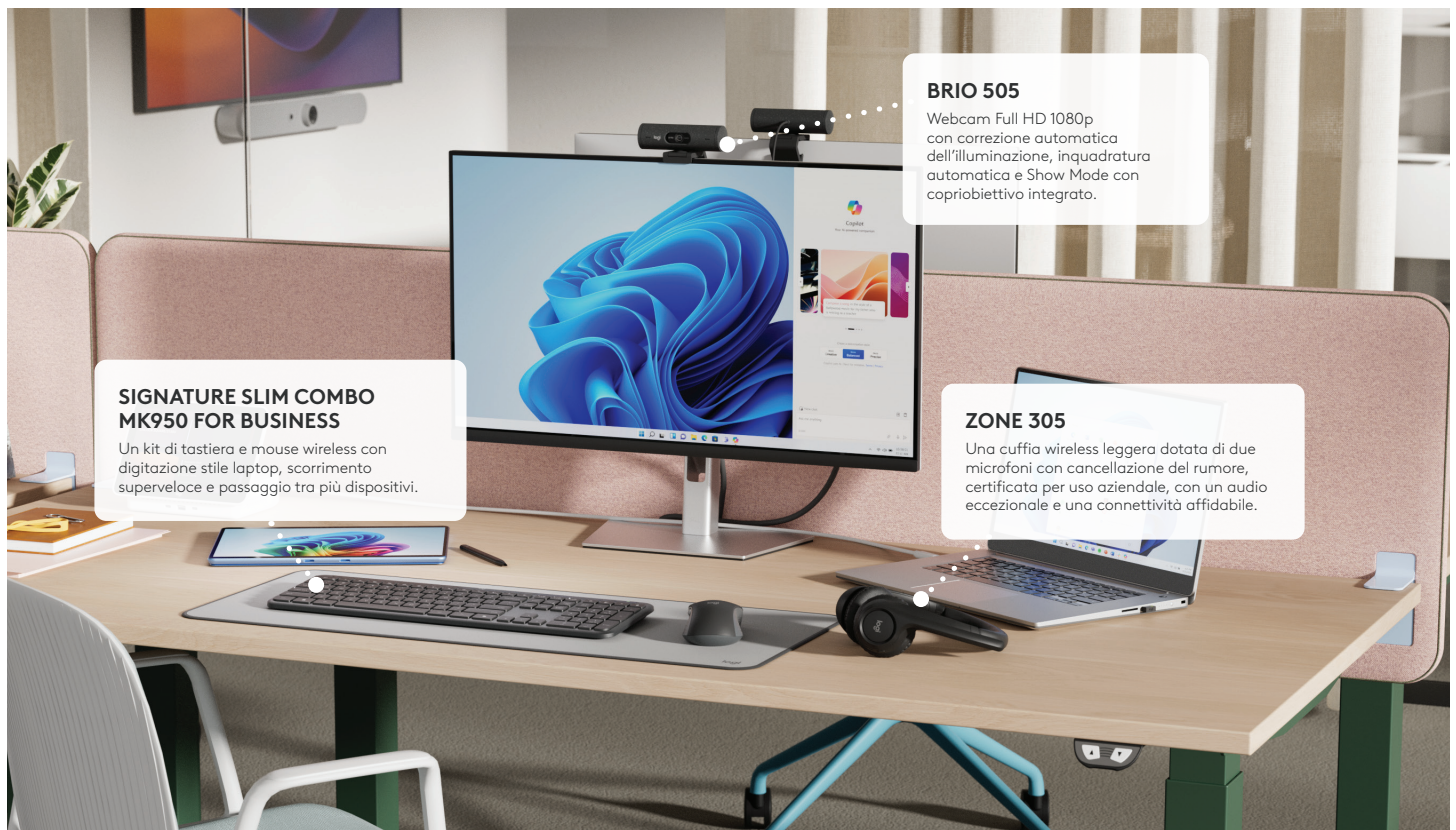 BRIO 505
Webcam Full HD 1080p
con correzione automatica
dell'illuminazione, inquadratura
automatica e Show Mode con
copriobiettivo integrato.
logi
Copilot
SIGNATURE SLIM COMBO
MK950 FOR BUSINESS
Un kit di tastiera e mouse wireless con
digitazione stile laptop, scorrimento
superveloce e passaggio tra più dispositivi.
ZONE 305
Una cuffia wireless leggera dotata di due
microfoni con cancellazione del rumore,
certificata per uso aziendale, con un audio
eccezionale e una connettività affidabile.
logi